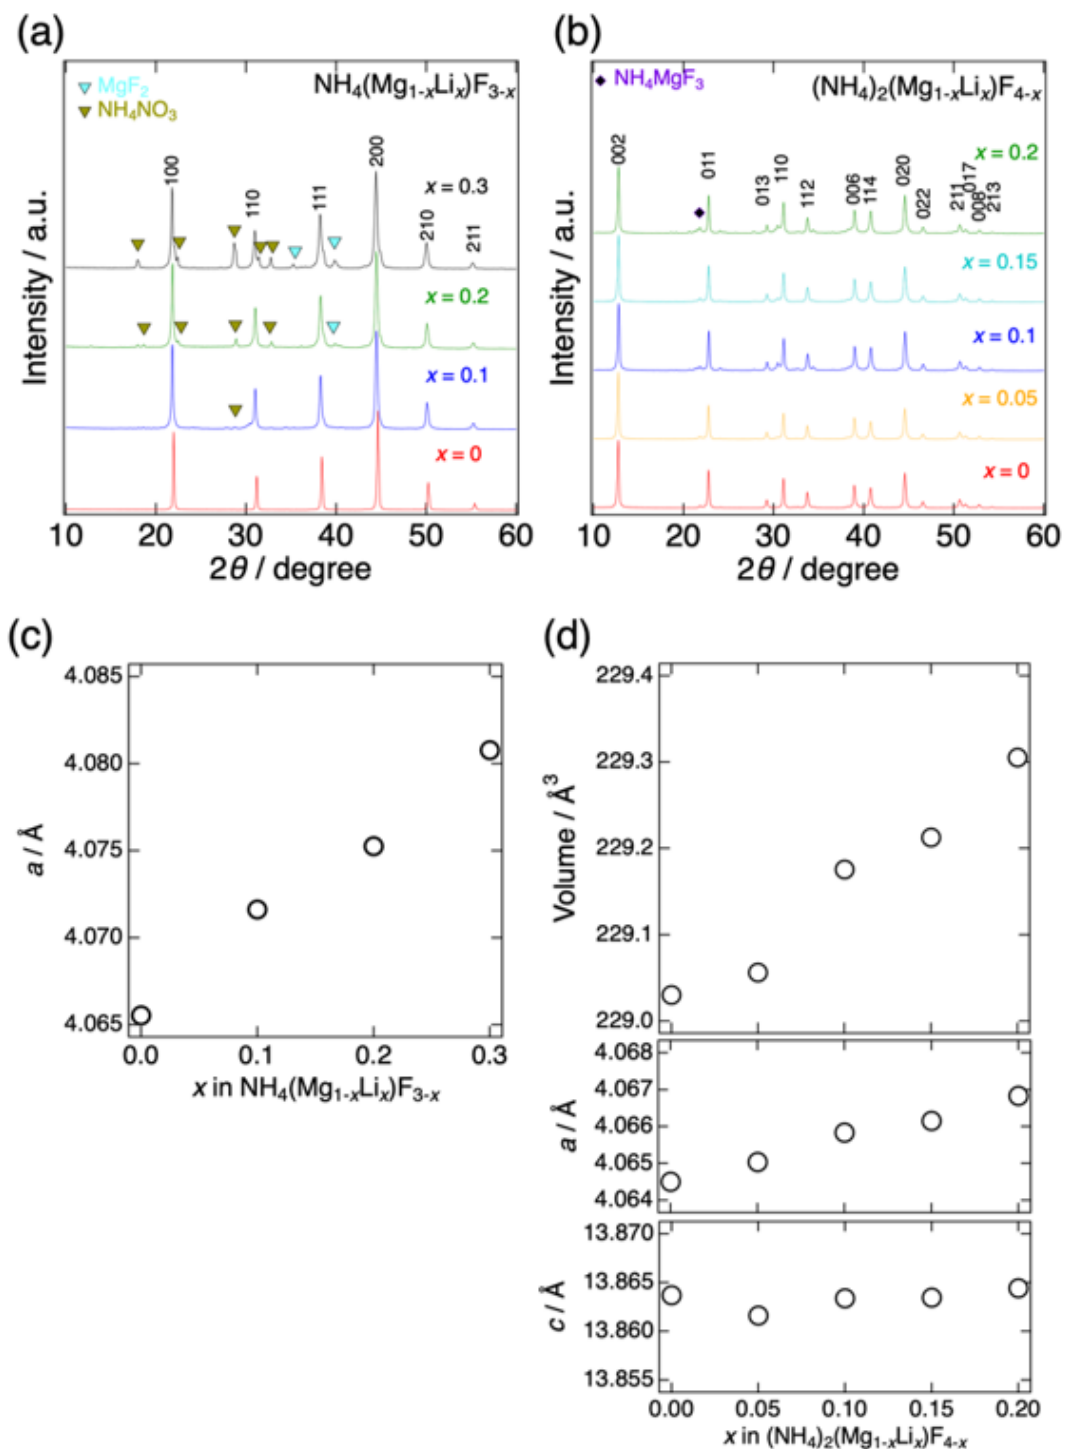 (a)
MgF2
NH4NO3
NH4(Mg1-xLix)F3-x
100
110
111
200
210
211
x = 0.3
x = 0.2
x = 0.1
x = 0
Intensity / a.u.
10 20 30 40 50 60
2θ / degree
(b)
NH4MgF3
(NH4)2(Mg1-xLix)F4-x
002
011
013
110
112
006
114
020
022
211
017
008
213
x = 0.2
x = 0.15
x = 0.1
x = 0.05
x = 0
Intensity / a.u.
10 20 30 40 50 60
2θ / degree
(c)
4.085
4.080
4.075
4.070
4.065
a / Å
0.0 0.1 0.2 0.3
x in NH4(Mg1-xLix)F3-x
(d)
229.4
229.3
229.2
229.1
229.0
Volume / Å3
4.068
4.067
4.066
4.065
4.064
a / Å
13.870
13.865
13.860
13.855
c / Å
0.00 0.05 0.10 0.15 0.20
x in (NH4)2(Mg1-xLix)F4-x